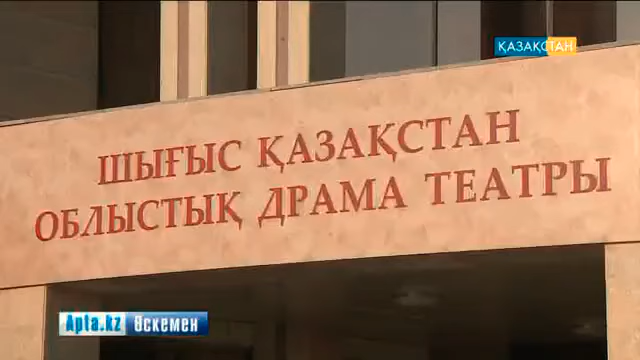 ҚАЗАҚСТАН
ШЫҒЫС ҚАЗАҚСТАН
ОБЛЫСТЫҚ ДРАМА ТЕАТРЫ
Apta.kz Өскемен